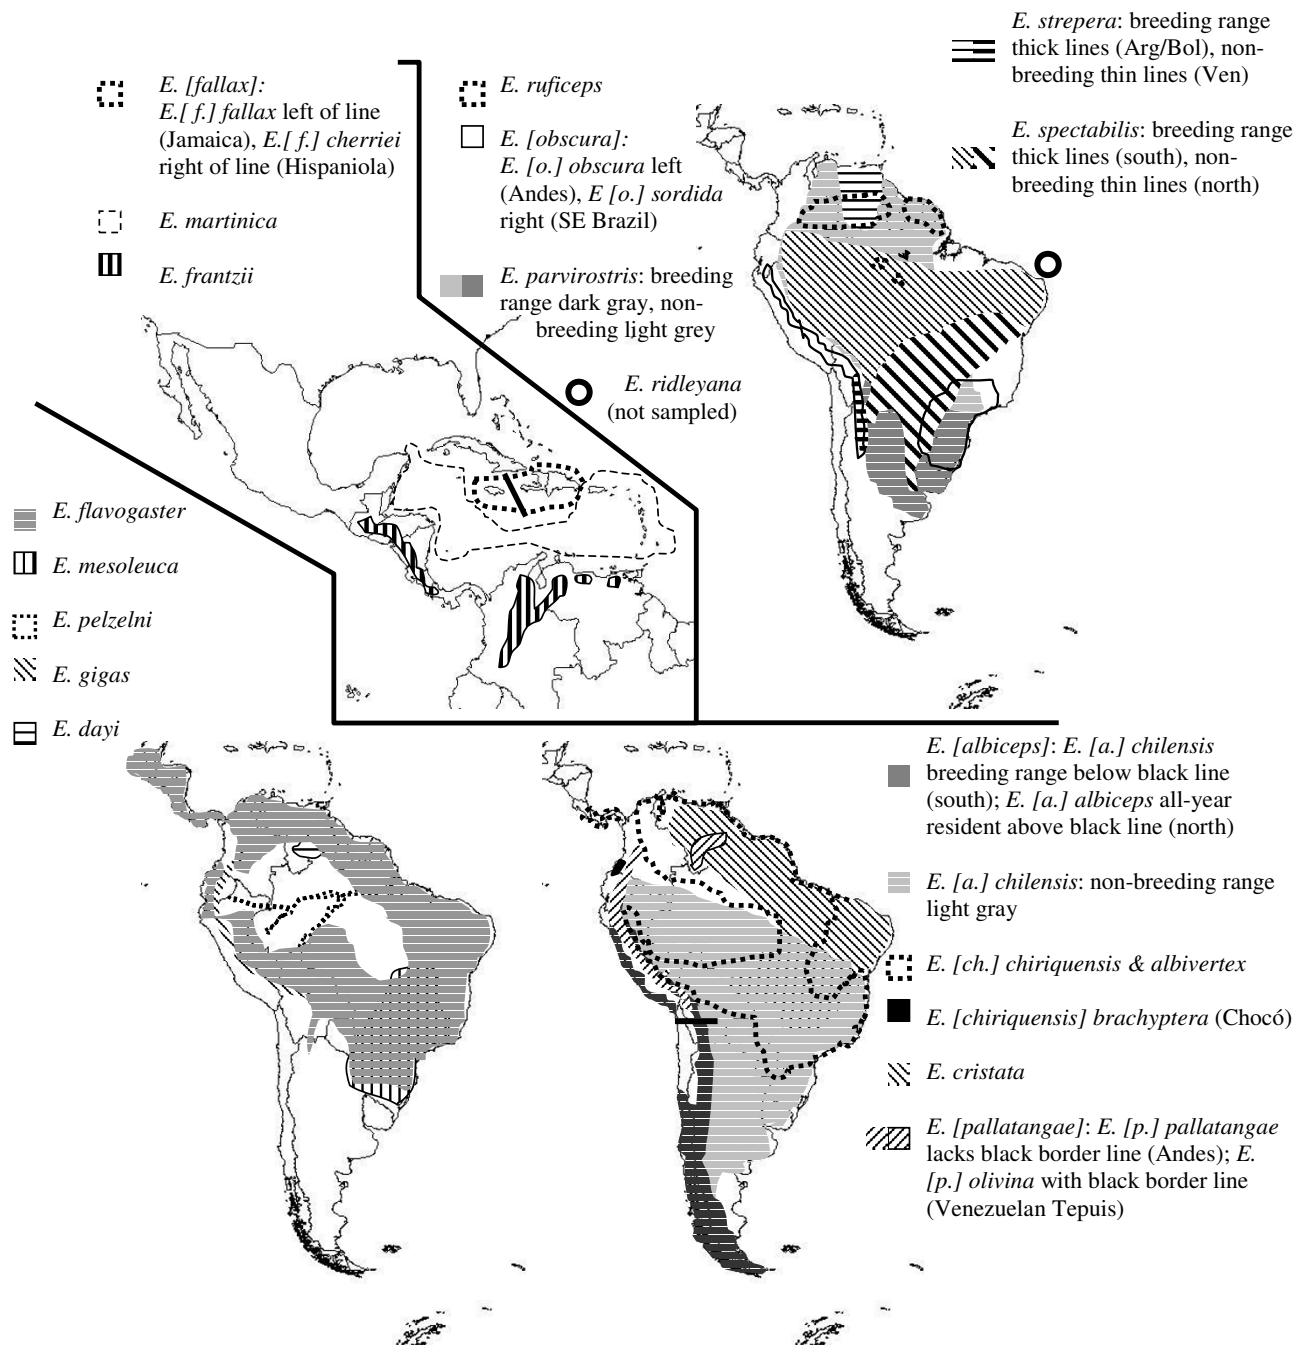 E. [fallax]:
E.[ f.] fallax left of line
(Jamaica), E.[ f.] cherriei
right of line (Hispaniola)
E. martinica
E. frantzii
E. ruficeps
E. [obscura]:
E. [o.] obscura left
(Andes), E [o.] sordida
right (SE Brazil)
E. parvirostris: breeding
range dark gray, non-
breeding light grey
E. ridleyana
(not sampled)
E. strepera: breeding range
thick lines (Arg/Bol), non-
breeding thin lines (Ven)
E. spectabilis: breeding range
thick lines (south), non-
breeding thin lines (north)
E. flavogaster
E. mesoleuca
E. pelzelni
E. gigas
E. dayi
E. [albiceps]: E. [a.] chilensis
breeding range below black line
(south); E. [a.] albiceps all-year
resident above black line (north)
E. [a.] chilensis: non-breeding range
light gray
E. [ch.] chiriquensis & albivertex
E. [chiriquensis] brachyptera (Chocó)
E. cristata
E. [pallatangae]: E. [p.] pallatangae
lacks black border line (Andes); E.
[p.] olivina with black border line
(Venezuelan Tepuis)